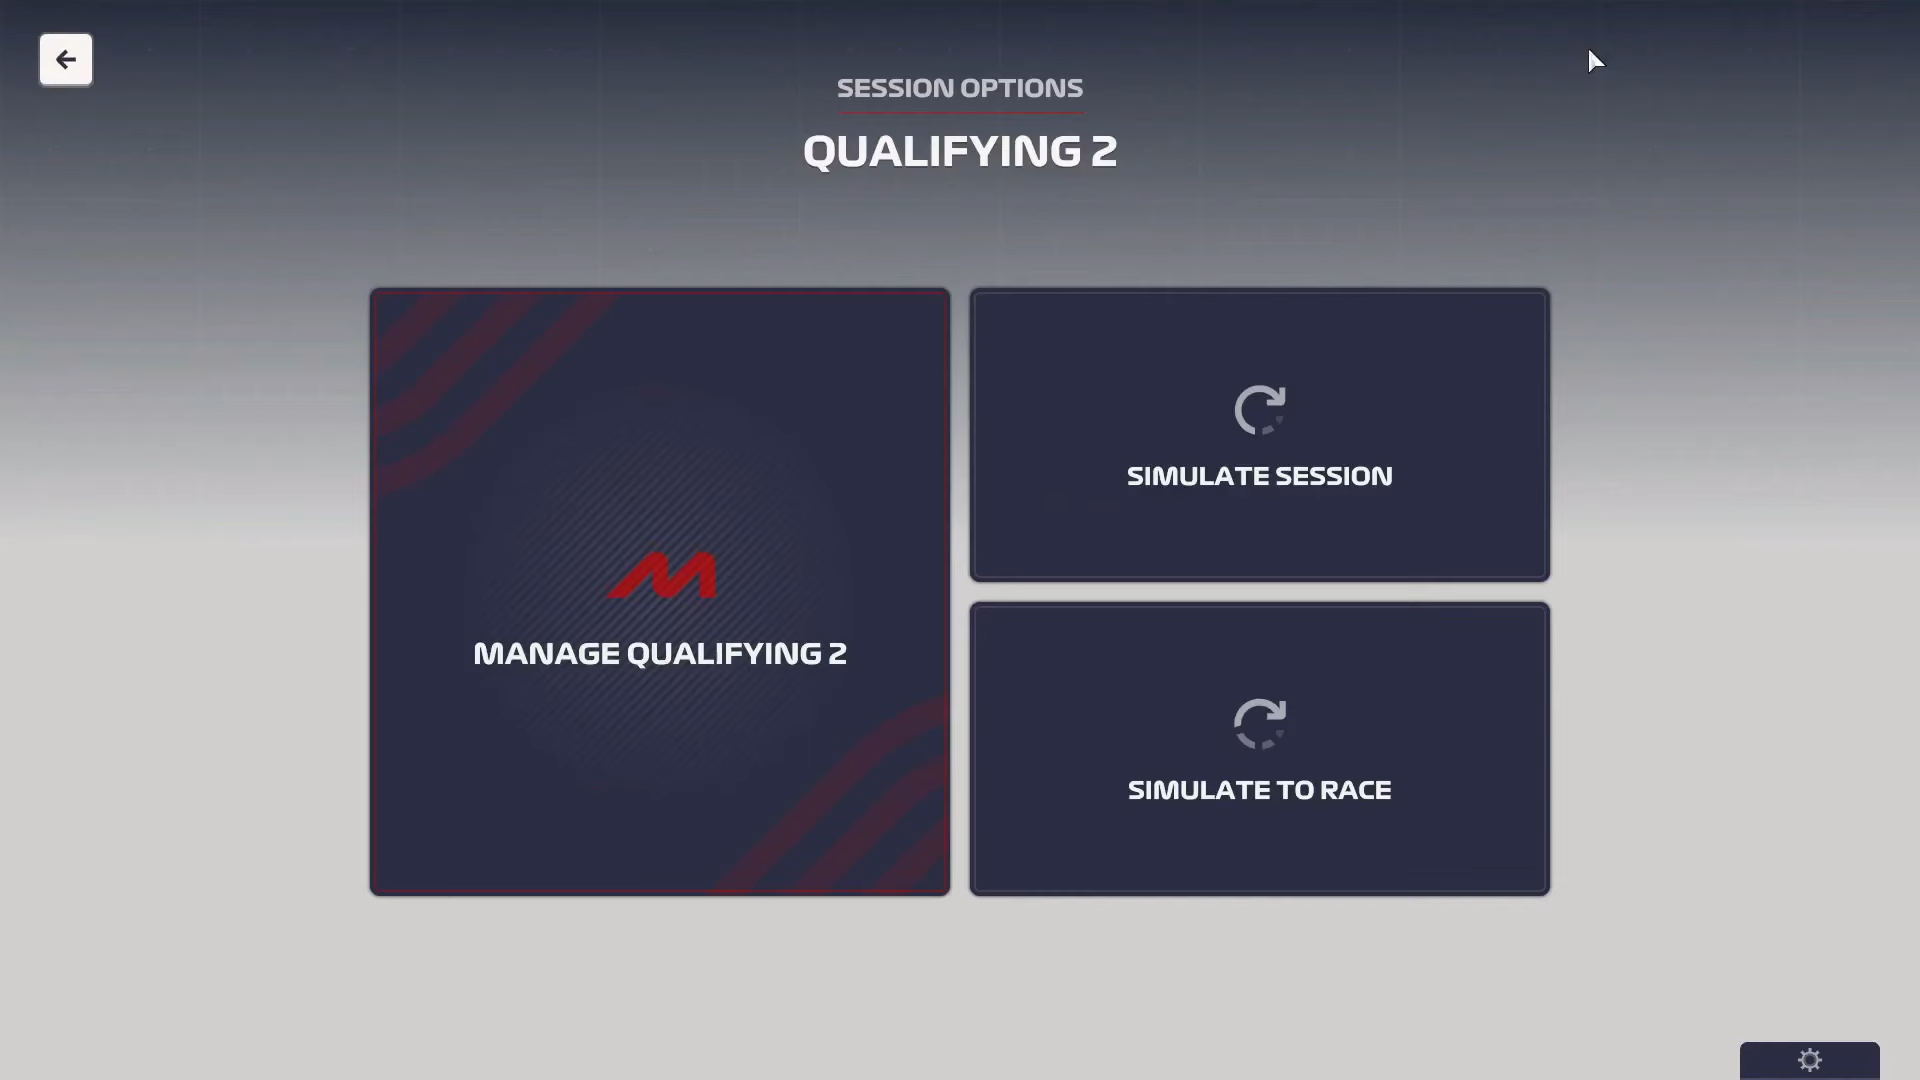 SESSION OPTIONS
QUALIFYING 2
MANAGE QUALIFYING 2
SIMULATE SESSION
SIMULATE TO RACE